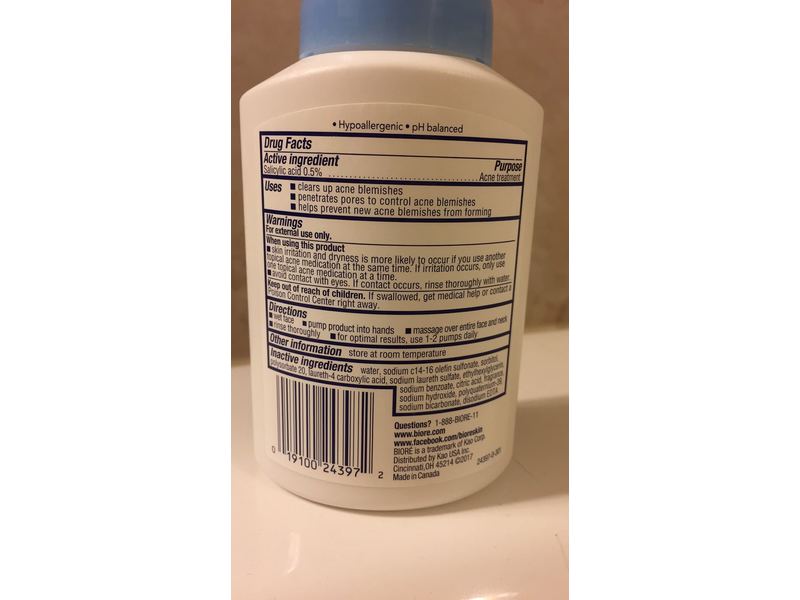 • Hypoallergenic • pH balanced
Drug Facts
Active ingredient Purpose
Salicylic acid 0.5% ........................................ Acne treatment
Uses ■ clears up acne blemishes
■ penetrates pores to control acne blemishes
■ helps prevent new acne blemishes from forming
Warnings
For external use only.
When using this product
■ skin irritation and dryness is more likely to occur if you use another
topical acne medication at the same time. If irritation occurs, only use
one topical acne medication at a time.
■ avoid contact with eyes. If contact occurs, rinse thoroughly with water.
Keep out of reach of children. If swallowed, get medical help or contact a
Poison Control Center right away.
Directions
■ wet face ■ pump product into hands ■ massage over entire face and neck
■ rinse thoroughly ■ for optimal results, use 1-2 pumps daily
Other information store at room temperature
Inactive ingredients water, sodium c14-16 olefin sulfonate, sorbitol,
polysorbate 20, laureth-4 carboxylic acid, sodium laureth sulfate, ethylhexylglycerin,
sodium benzoate, citric acid, fragrance,
sodium hydroxide, polyquaternium-39,
sodium bicarbonate, disodium EDTA
Questions? 1-888-BIORE-11
www.biore.com
www.facebook.com/bioreskin
BIORÉ is a trademark of Kao Corp.
Distributed by Kao USA Inc.
Cincinnati, OH 45214 ©2017 24397-9-001
Made in Canada
0 19100 24397 2